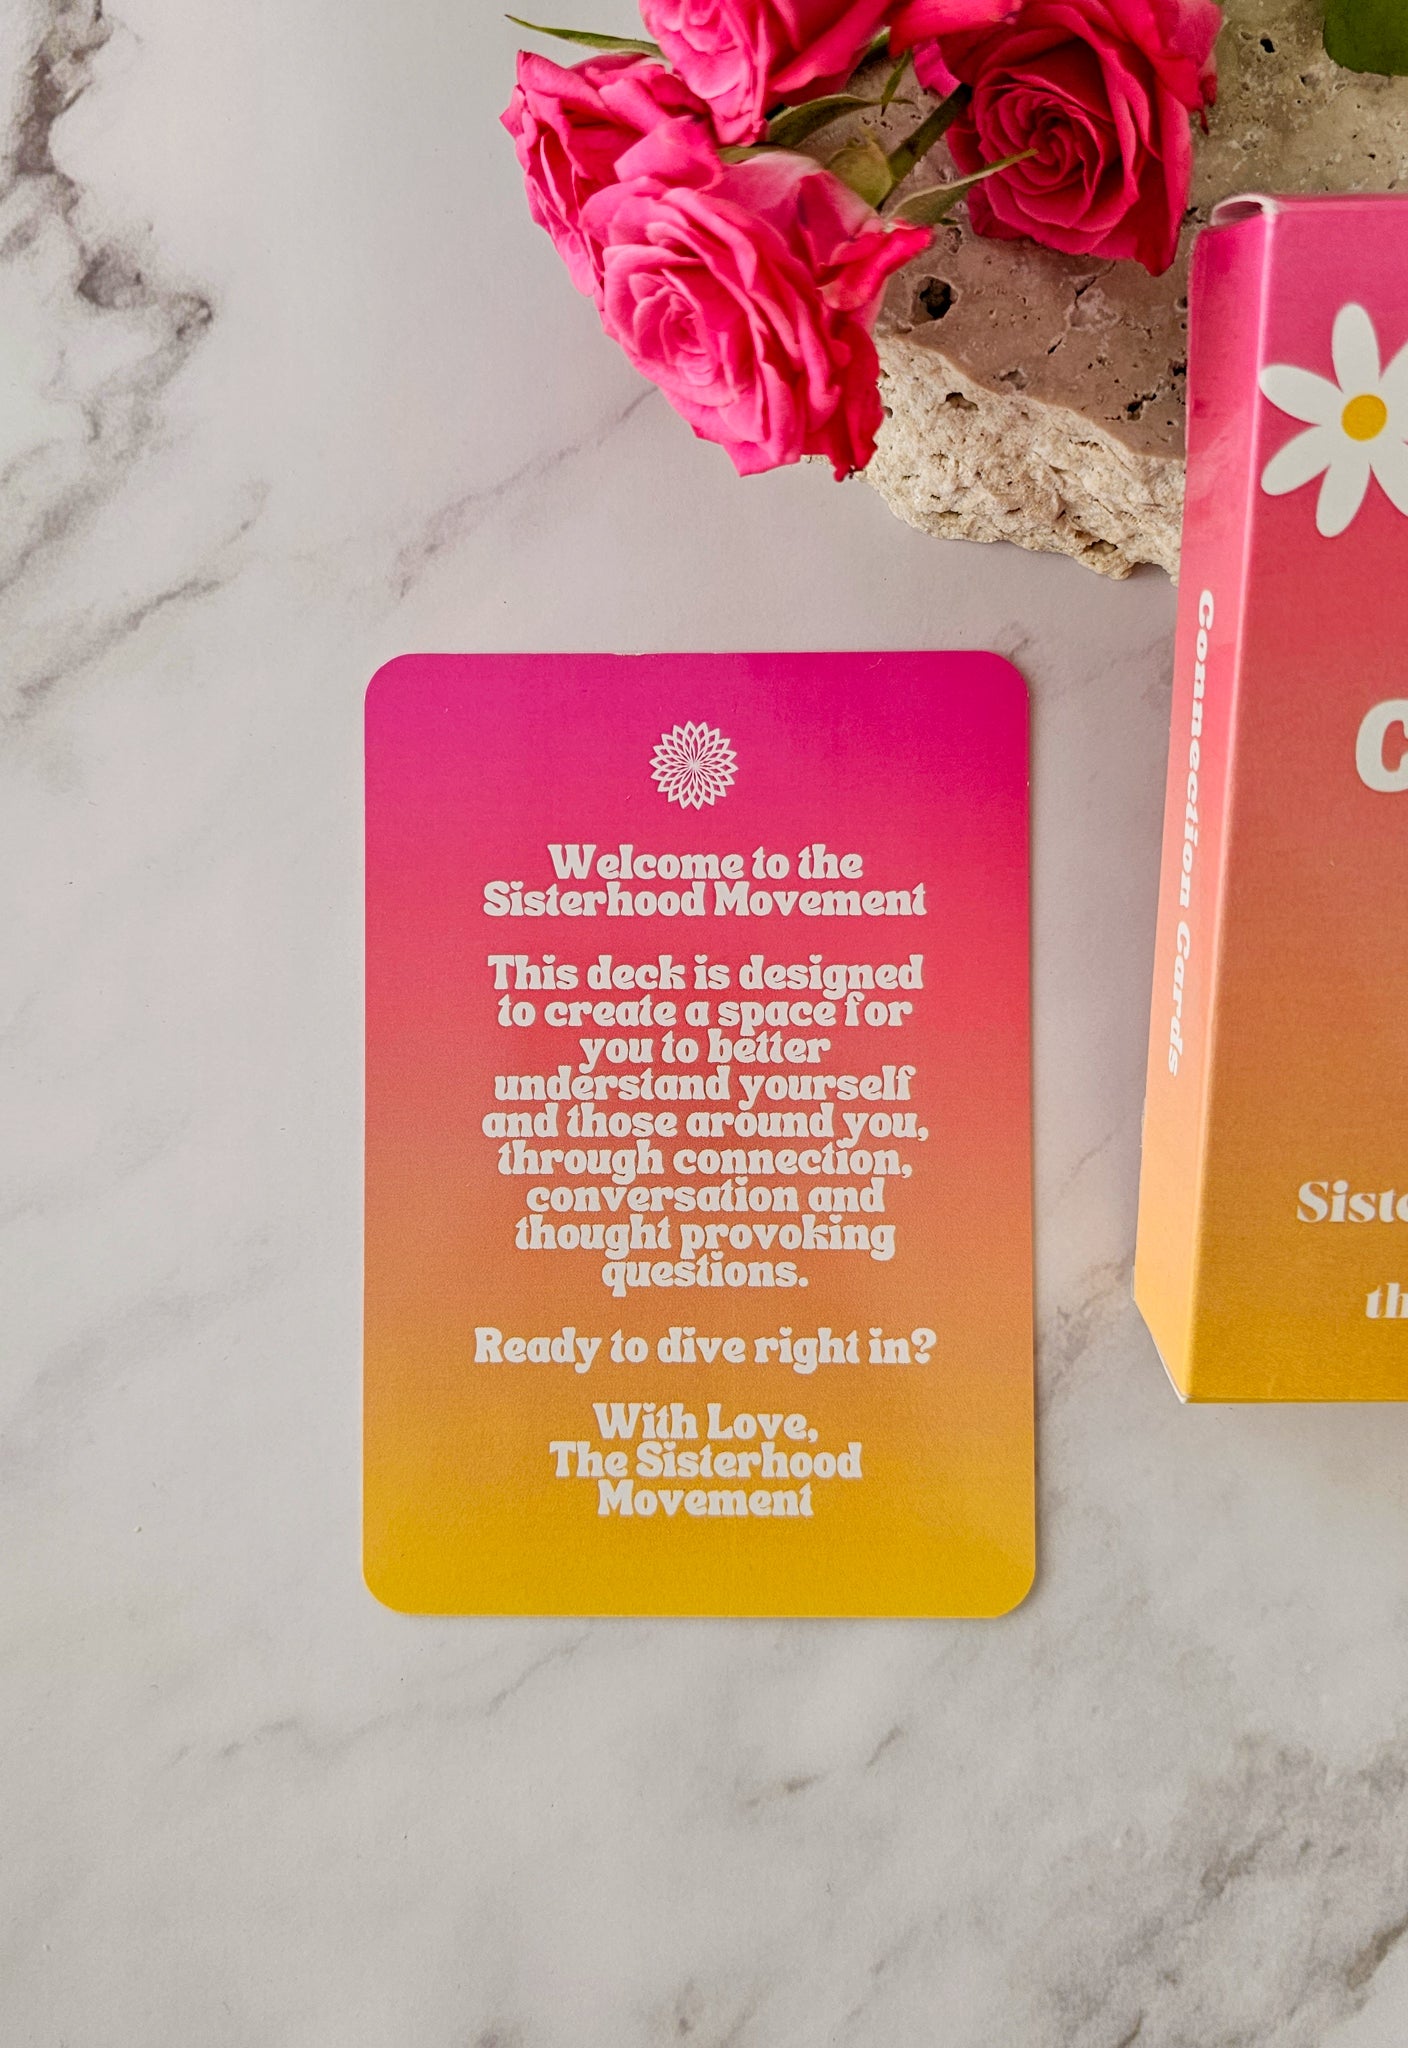 Welcome to the
Sisterhood Movement
This deck is designed
to create a space for
you to better
understand yourself
and those around you,
through connection,
conversation and
thought provoking
questions.
Ready to dive right in?
With Love,
The Sisterhood
Movement
Connection Cards
C
Siste
th